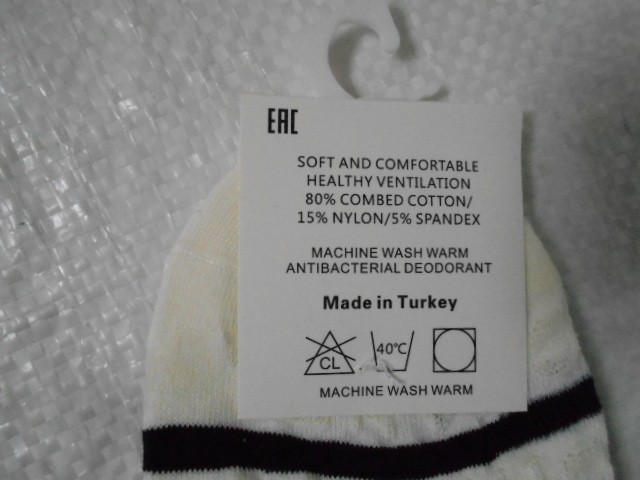 EAC
SOFT AND COMFORTABLE
HEALTHY VENTILATION
80% COMBED COTTON/
15% NYLON/5% SPANDEX
MACHINE WASH WARM
ANTIBACTERIAL DEODORANT
Made in Turkey
CL 40℃
MACHINE WASH WARM